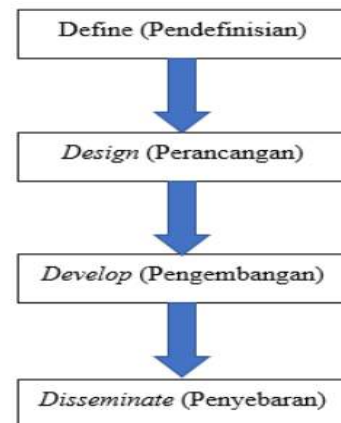 Define (Pendefinisian)
Design (Perancangan)
Develop (Pengembangan)
Disseminate (Penyebaran)